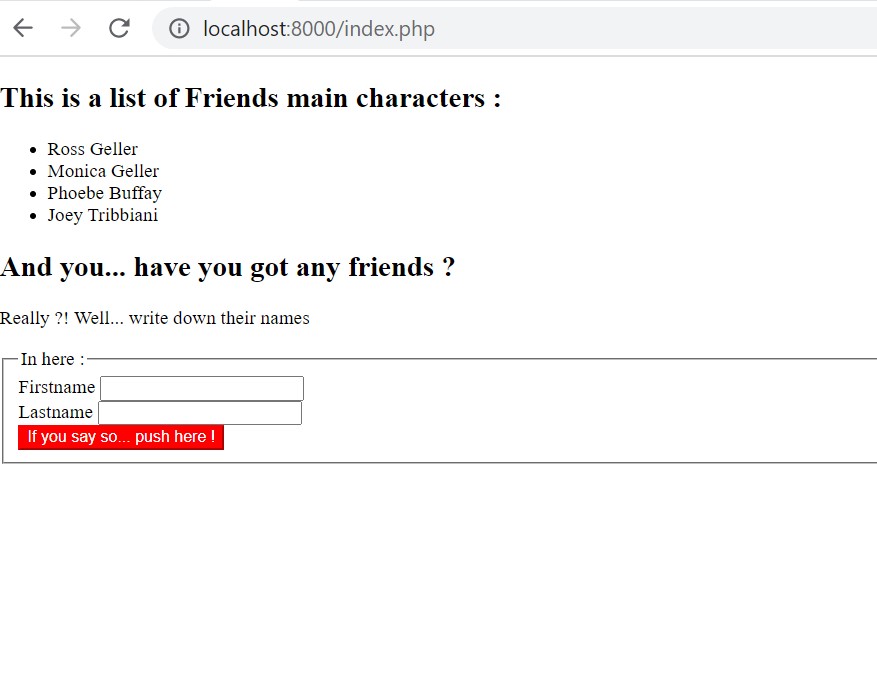 localhost:8000/index.php
This is a list of Friends main characters :
Ross Geller
Monica Geller
Phoebe Buffay
Joey Tribbiani
And you... have you got any friends ?
Really ?! Well... write down their names
In here :
Firstname
Lastname
If you say so... push here !